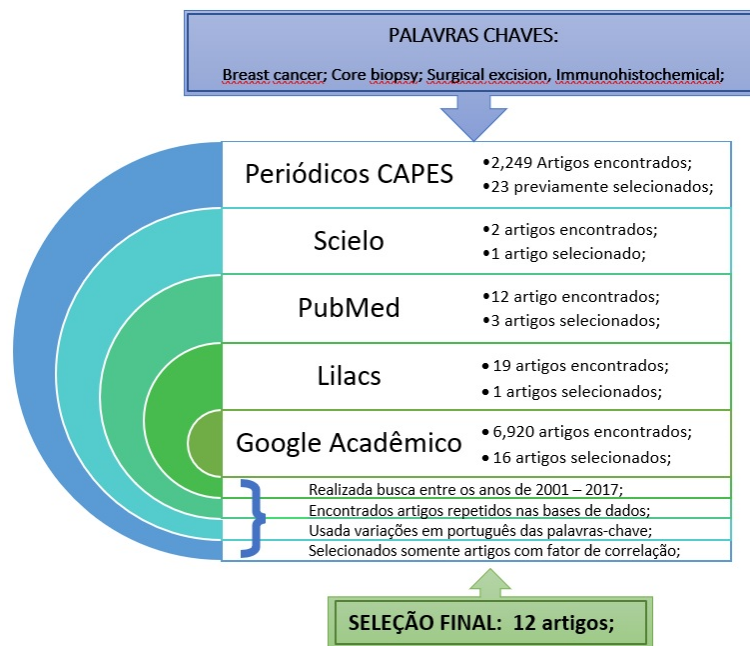 PALAVRAS CHAVES:
Breast cancer; Core biopsy; Surgical excision, Immunohistochemical;
Periódicos CAPES
•2,249 Artigos encontrados;
•23 previamente selecionados;
Scielo
•2 artigos encontrados;
•1 artigo selecionado;
PubMed
•12 artigo encontrados;
•3 artigos selecionados;
Lilacs
• 19 artigos encontrados;
• 1 artigos selecionados;
Google Acadêmico
• 6,920 artigos encontrados;
• 16 artigos selecionados;
Realizada busca entre os anos de 2001 – 2017;
Encontrados artigos repetidos nas bases de dados;
Usada variações em português das palavras-chave;
Selecionados somente artigos com fator de correlação;
SELEÇÃO FINAL: 12 artigos;